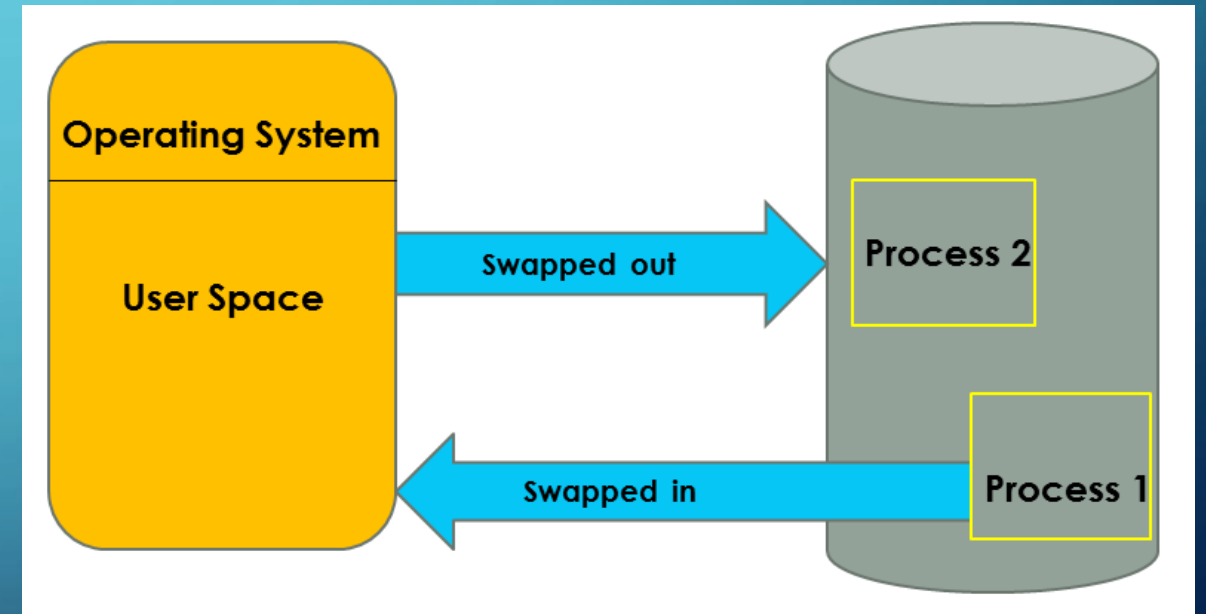 Operating System
User Space
Swapped out
Process 2
Swapped in
Process 1